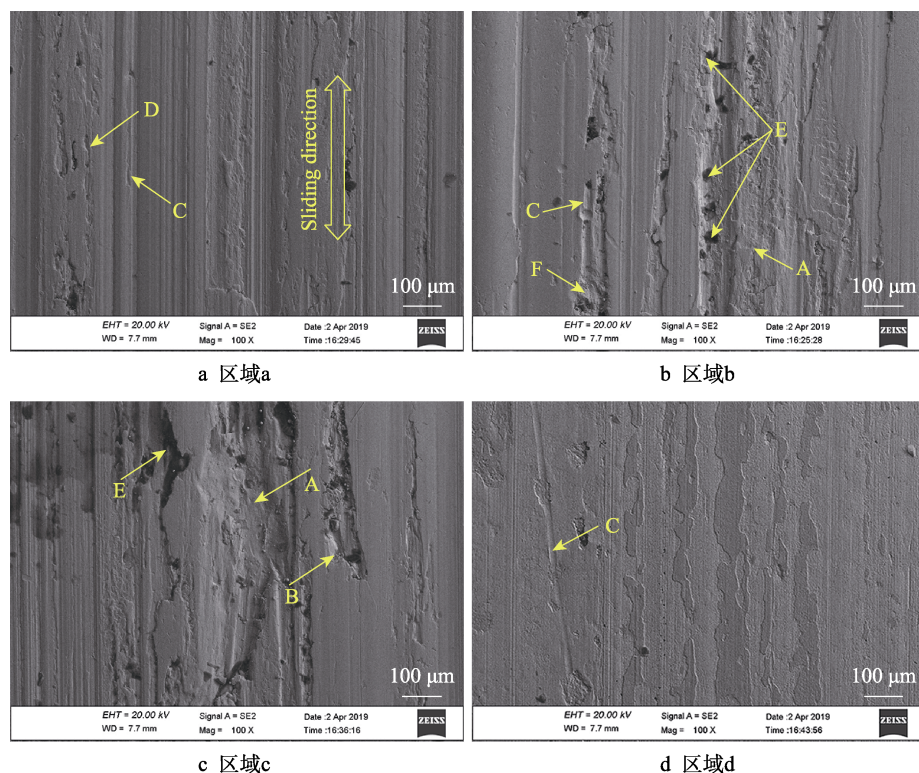 D
C
Sliding direction
100 μm
EHT = 20.00 kV Signal A = SE2 Date :2 Apr 2019
WD = 7.7 mm Mag = 100 X Time :16:29:45
ZEISS
a 区域a
E
C
F
A
100 μm
EHT = 20.00 kV Signal A = SE2 Date :2 Apr 2019
WD = 7.7 mm Mag = 100 X Time :16:25:28
ZEISS
b 区域b
E
A
B
100 μm
EHT = 20.00 kV Signal A = SE2 Date :2 Apr 2019
WD = 7.7 mm Mag = 100 X Time :16:36:16
ZEISS
c 区域c
C
100 μm
EHT = 20.00 kV Signal A = SE2 Date :2 Apr 2019
WD = 7.7 mm Mag = 100 X Time :16:43:56
ZEISS
d 区域d